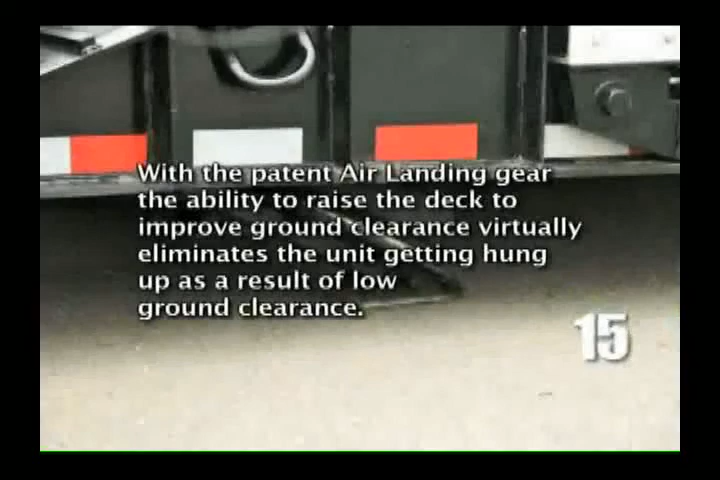 With the patent Air Landing gear
the ability to raise the deck to
improve ground clearance virtually
eliminates the unit getting hung
up as a result of low
ground clearance.
15